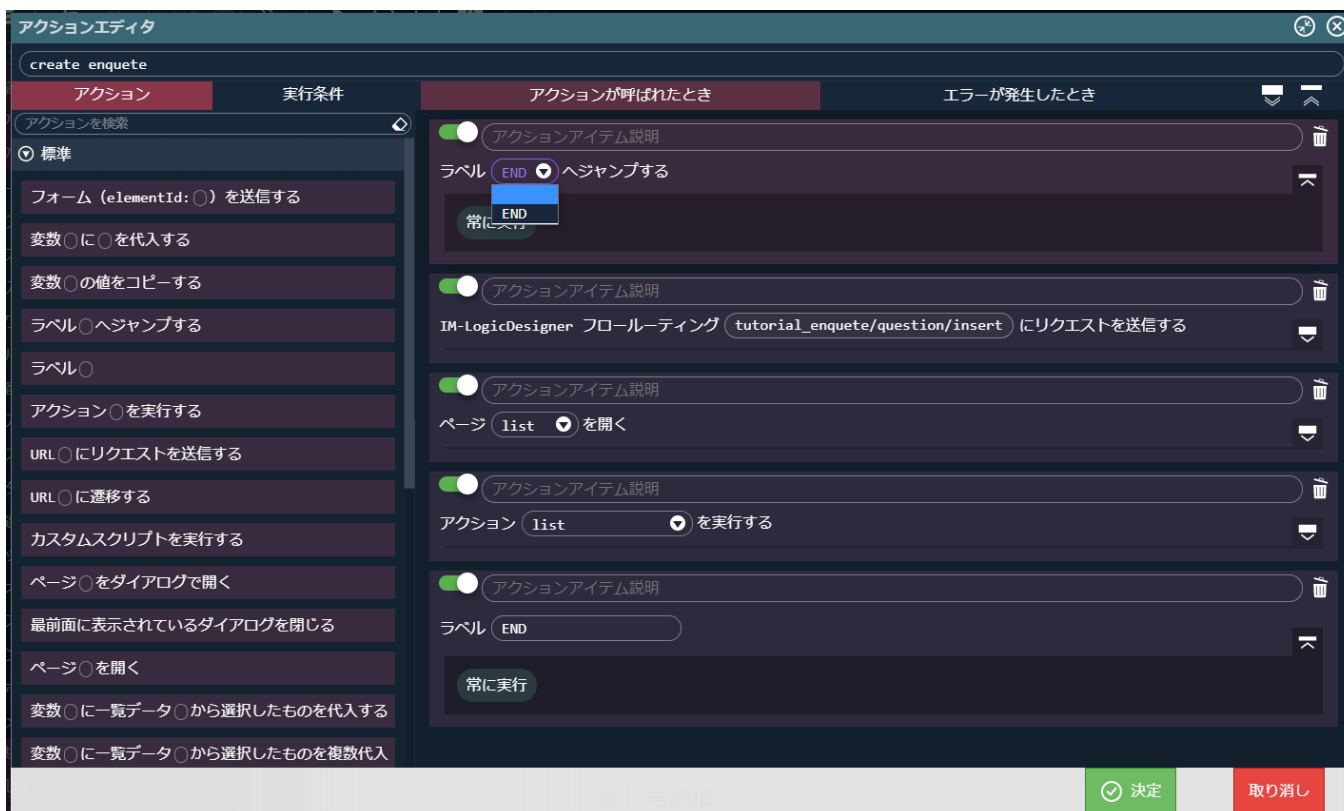 アクションエディタ
create enquete
アクション
実行条件
アクションが呼ばれたとき
エラーが発生したとき
アクションを検索
標準
フォーム (elementId:○) を送信する
変数○に○を代入する
変数○の値をコピーする
ラベル○へジャンプする
ラベル○
アクション○を実行する
URL○にリクエストを送信する
URL○に遷移する
カスタムスクリプトを実行する
ページ○をダイアログで開く
最前面に表示されているダイアログを閉じる
ページ○を開く
変数○に一覧データ○から選択したものを代入する
変数○に一覧データ○から選択したものを複数代入
アクションアイテム説明
ラベル END へジャンプする
END
常に実行
アクションアイテム説明
IM-LogicDesigner フロールーティング tutorial_enquete/question/insert にリクエストを送信する
アクションアイテム説明
ページ list を開く
アクションアイテム説明
アクション list を実行する
アクションアイテム説明
ラベル END
常に実行
決定
取り消し